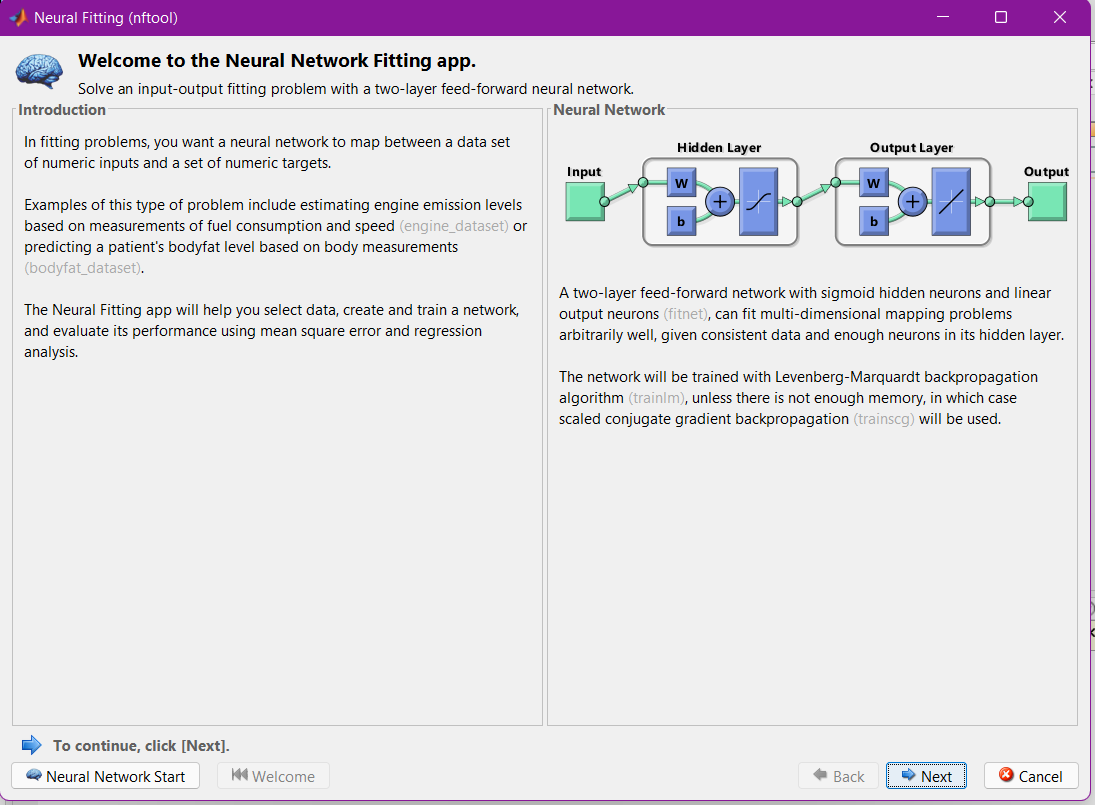 Neural Fitting (nftool)
Welcome to the Neural Network Fitting app.
Solve an input-output fitting problem with a two-layer feed-forward neural network.
Introduction
In fitting problems, you want a neural network to map between a data set
of numeric inputs and a set of numeric targets.
Examples of this type of problem include estimating engine emission levels
based on measurements of fuel consumption and speed (engine_dataset) or
predicting a patient's bodyfat level based on body measurements
(bodyfat_dataset).
The Neural Fitting app will help you select data, create and train a network,
and evaluate its performance using mean square error and regression
analysis.
Neural Network
Hidden Layer
Output Layer
Input
Output
W
b
+
W
b
+
A two-layer feed-forward network with sigmoid hidden neurons and linear
output neurons (fitnet), can fit multi-dimensional mapping problems
arbitrarily well, given consistent data and enough neurons in its hidden layer.
The network will be trained with Levenberg-Marquardt backpropagation
algorithm (trainlm), unless there is not enough memory, in which case
scaled conjugate gradient backpropagation (trainscg) will be used.
To continue, click [Next].
Neural Network Start
Welcome
Back
Next
Cancel